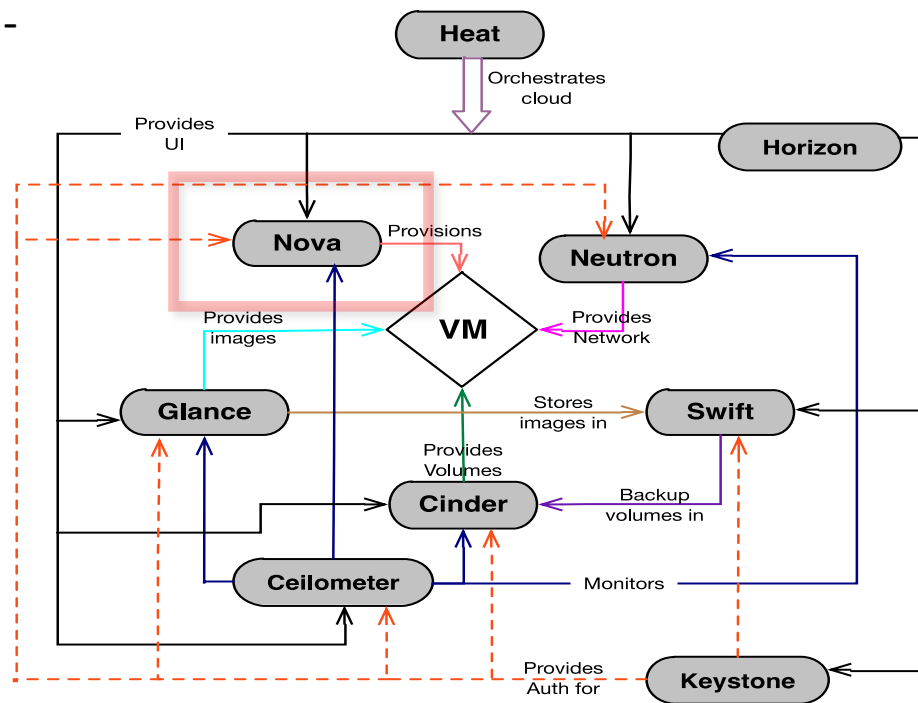 -
Heat
Orchestrates
cloud
Provides
UI
Horizon
Nova
Provisions
Neutron
Provides
images
VM
Provides
Network
Glance
Stores
images in
Swift
Provides
Volumes
Cinder
Backup
volumes in
Ceilometer
Monitors
Provides
Auth for
Keystone